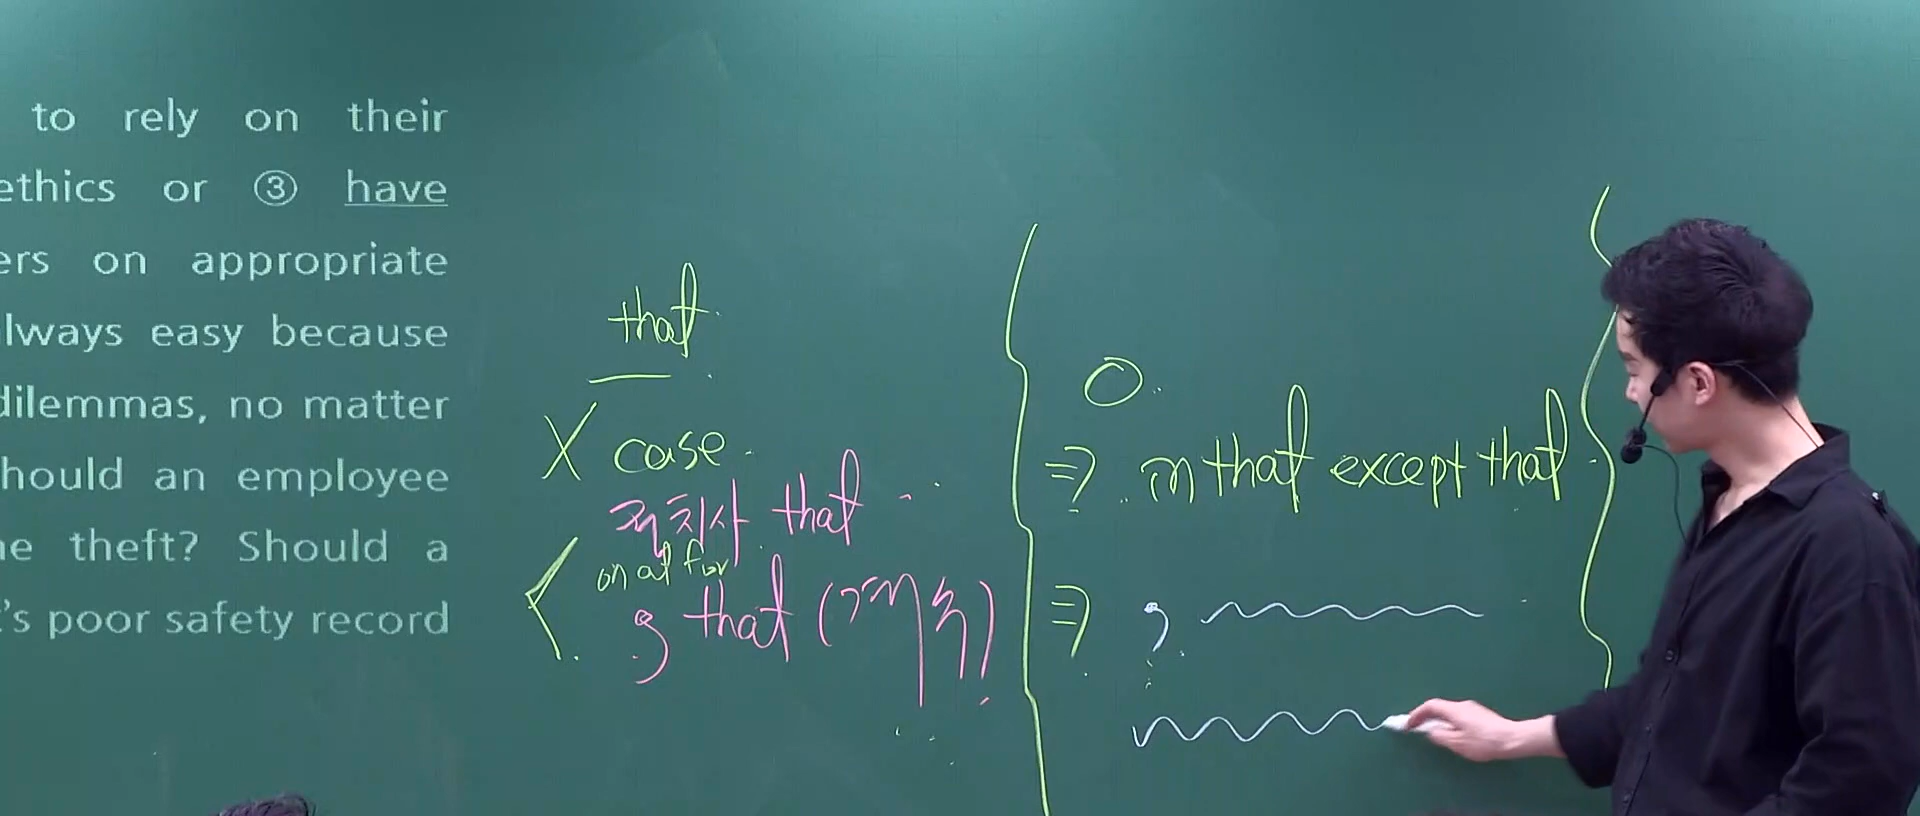 to rely on their
ethics or ③ have
ers on appropriate
lways easy because
dilemmas, no matter
hould an employee
ne theft? Should a
's poor safety record
that
X case
전치사 that
on at for
, that (계속)
O
⇒ in that except that
⇒ ,